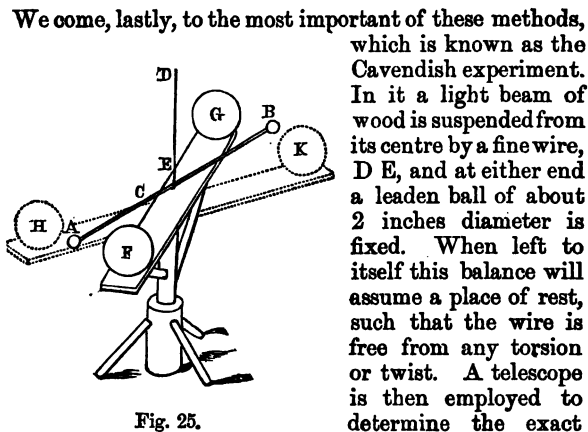 We come, lastly, to the most important of these methods,
which is known as the
Cavendish experiment.
In it a light beam of
wood is suspended from
its centre by a fine wire,
D E, and at either end
a leaden ball of about
2 inches diameter is
fixed. When left to
itself this balance will
assume a place of rest,
such that the wire is
free from any torsion
or twist. A telescope
is then employed to
determine the exact
D
G
B
E
K
C
H
A
F
Fig. 25.